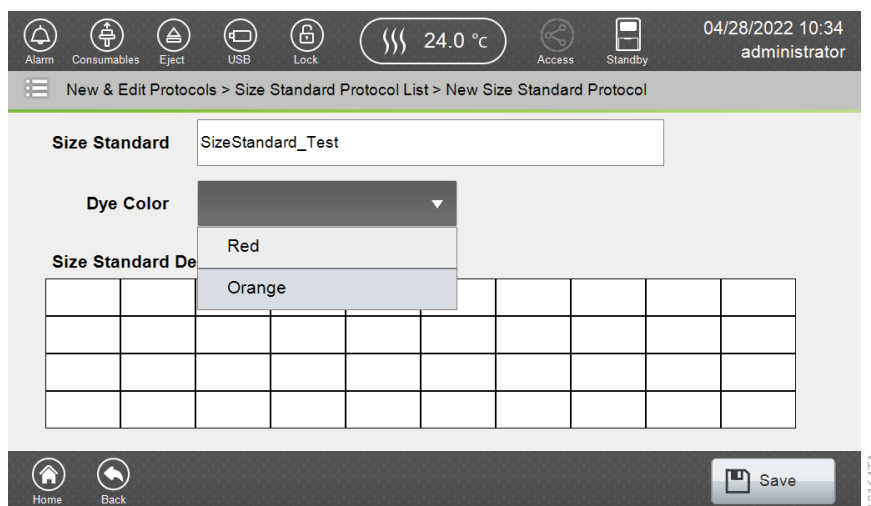 24.0 °c
04/28/2022 10:34
administrator
Alarm Consumables Eject USB Lock Access Standby
New & Edit Protocols > Size Standard Protocol List > New Size Standard Protocol
Size Standard SizeStandard_Test
Dye Color
Red
Size Standard De
Orange
Save
Home Back